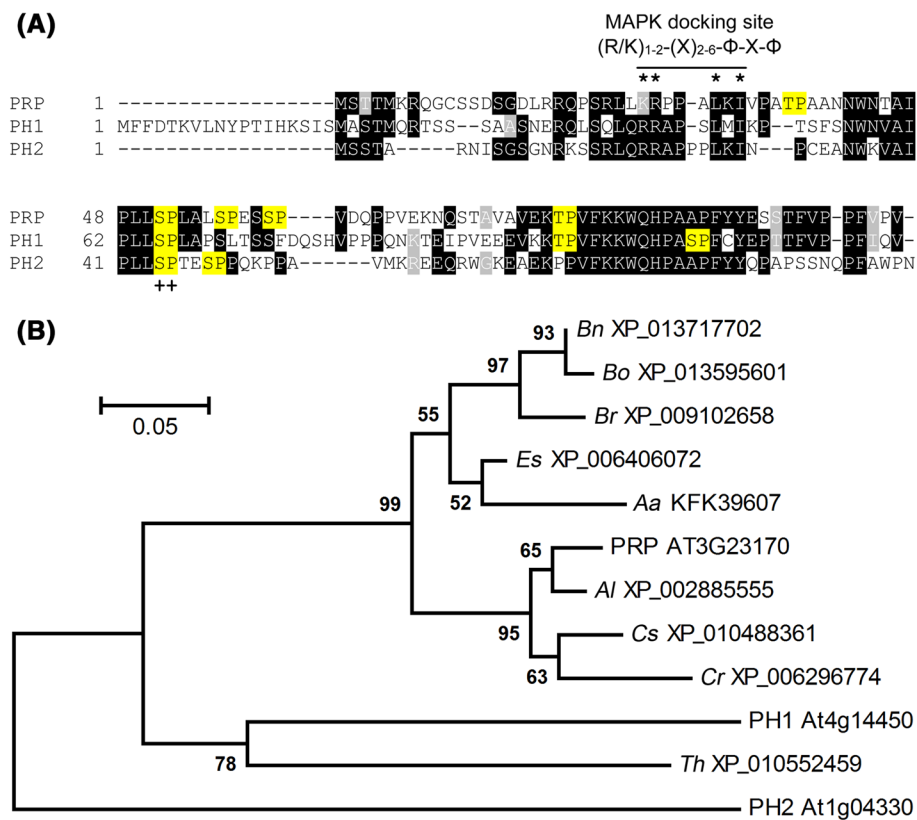 (A)
MAPK docking site
(R/K)1-2-(X)2-6-Φ-X-Φ
** * *
PRP 1 ------------------MSTTMKRQGCSSDSGDLRRQPSRLLKRPP-ALKIVPATPAANNWNTAI
PH1 1 MFFDTKVLNYPTIHKSISMASTMQRTSS--SAASNERQLSQLQRRAP-SLMIKP--TSFSNWNVAI
PH2 1 ------------------MSSTA-----RNISGSGNRKSSRLQRRAPPPLKIN---PCEANWKVAI
PRP 48 PLLSPLALSPESSP----VDQPPVEKNQSTAVAVEKTPVFKKWQHPAAPFYYESSTFVP-PFVPV-
PH1 62 PLLSPLAPSLTSSFDQSHVPPPQNKTEIPVEEEVKKTPVFKKWQHPASPFCYEPTTFVP-PFIQV-
PH2 41 PLLSPTESPPQKPPA------VMKREEQRWGKEAEKPPVFKKWQHPAAPFYYQPAPSSNQPFAWPN
++
(B)
0.05
93
97
55
52
99
65
95
63
78
Bn XP_013717702
Bo XP_013595601
Br XP_009102658
Es XP_006406072
Aa KFK39607
PRP AT3G23170
Al XP_002885555
Cs XP_010488361
Cr XP_006296774
PH1 At4g14450
Th XP_010552459
PH2 At1g04330